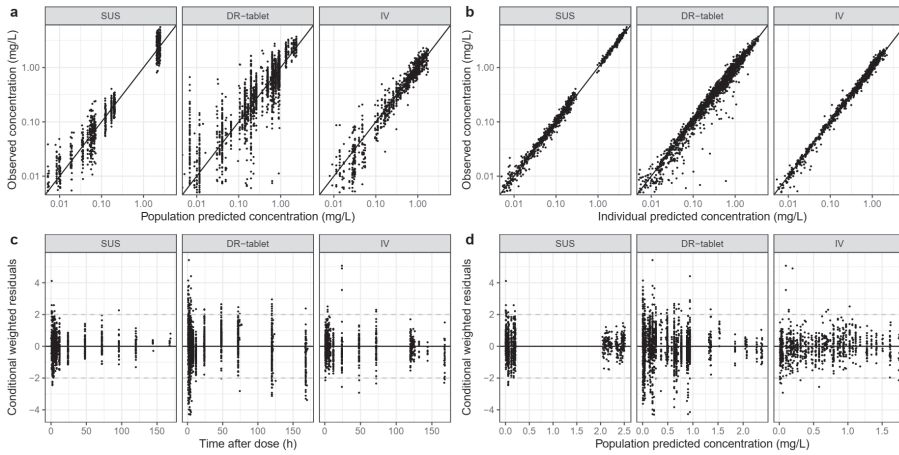 a
SUS DR−tablet IV
Observed concentration (mg/L)
1.00
0.10
0.01
0.01 0.10 1.00 0.01 0.10 1.00 0.01 0.10 1.00
Population predicted concentration (mg/L)
b
SUS DR−tablet IV
Observed concentration (mg/L)
1.00
0.10
0.01
0.01 0.10 1.00 0.01 0.10 1.00 0.01 0.10 1.00
Individual predicted concentration (mg/L)
c
SUS DR−tablet IV
Conditional weighted residuals
4
2
0
−2
−4
0 50 100 150 0 50 100 150 0 50 100 150
Time after dose (h)
d
SUS DR−tablet IV
Conditional weighted residuals
4
2
0
−2
−4
0.0 0.5 1.0 1.5 2.0 2.5 0.0 0.5 1.0 1.5 2.0 0.0 0.5 1.0 1.5
Population predicted concentration (mg/L)